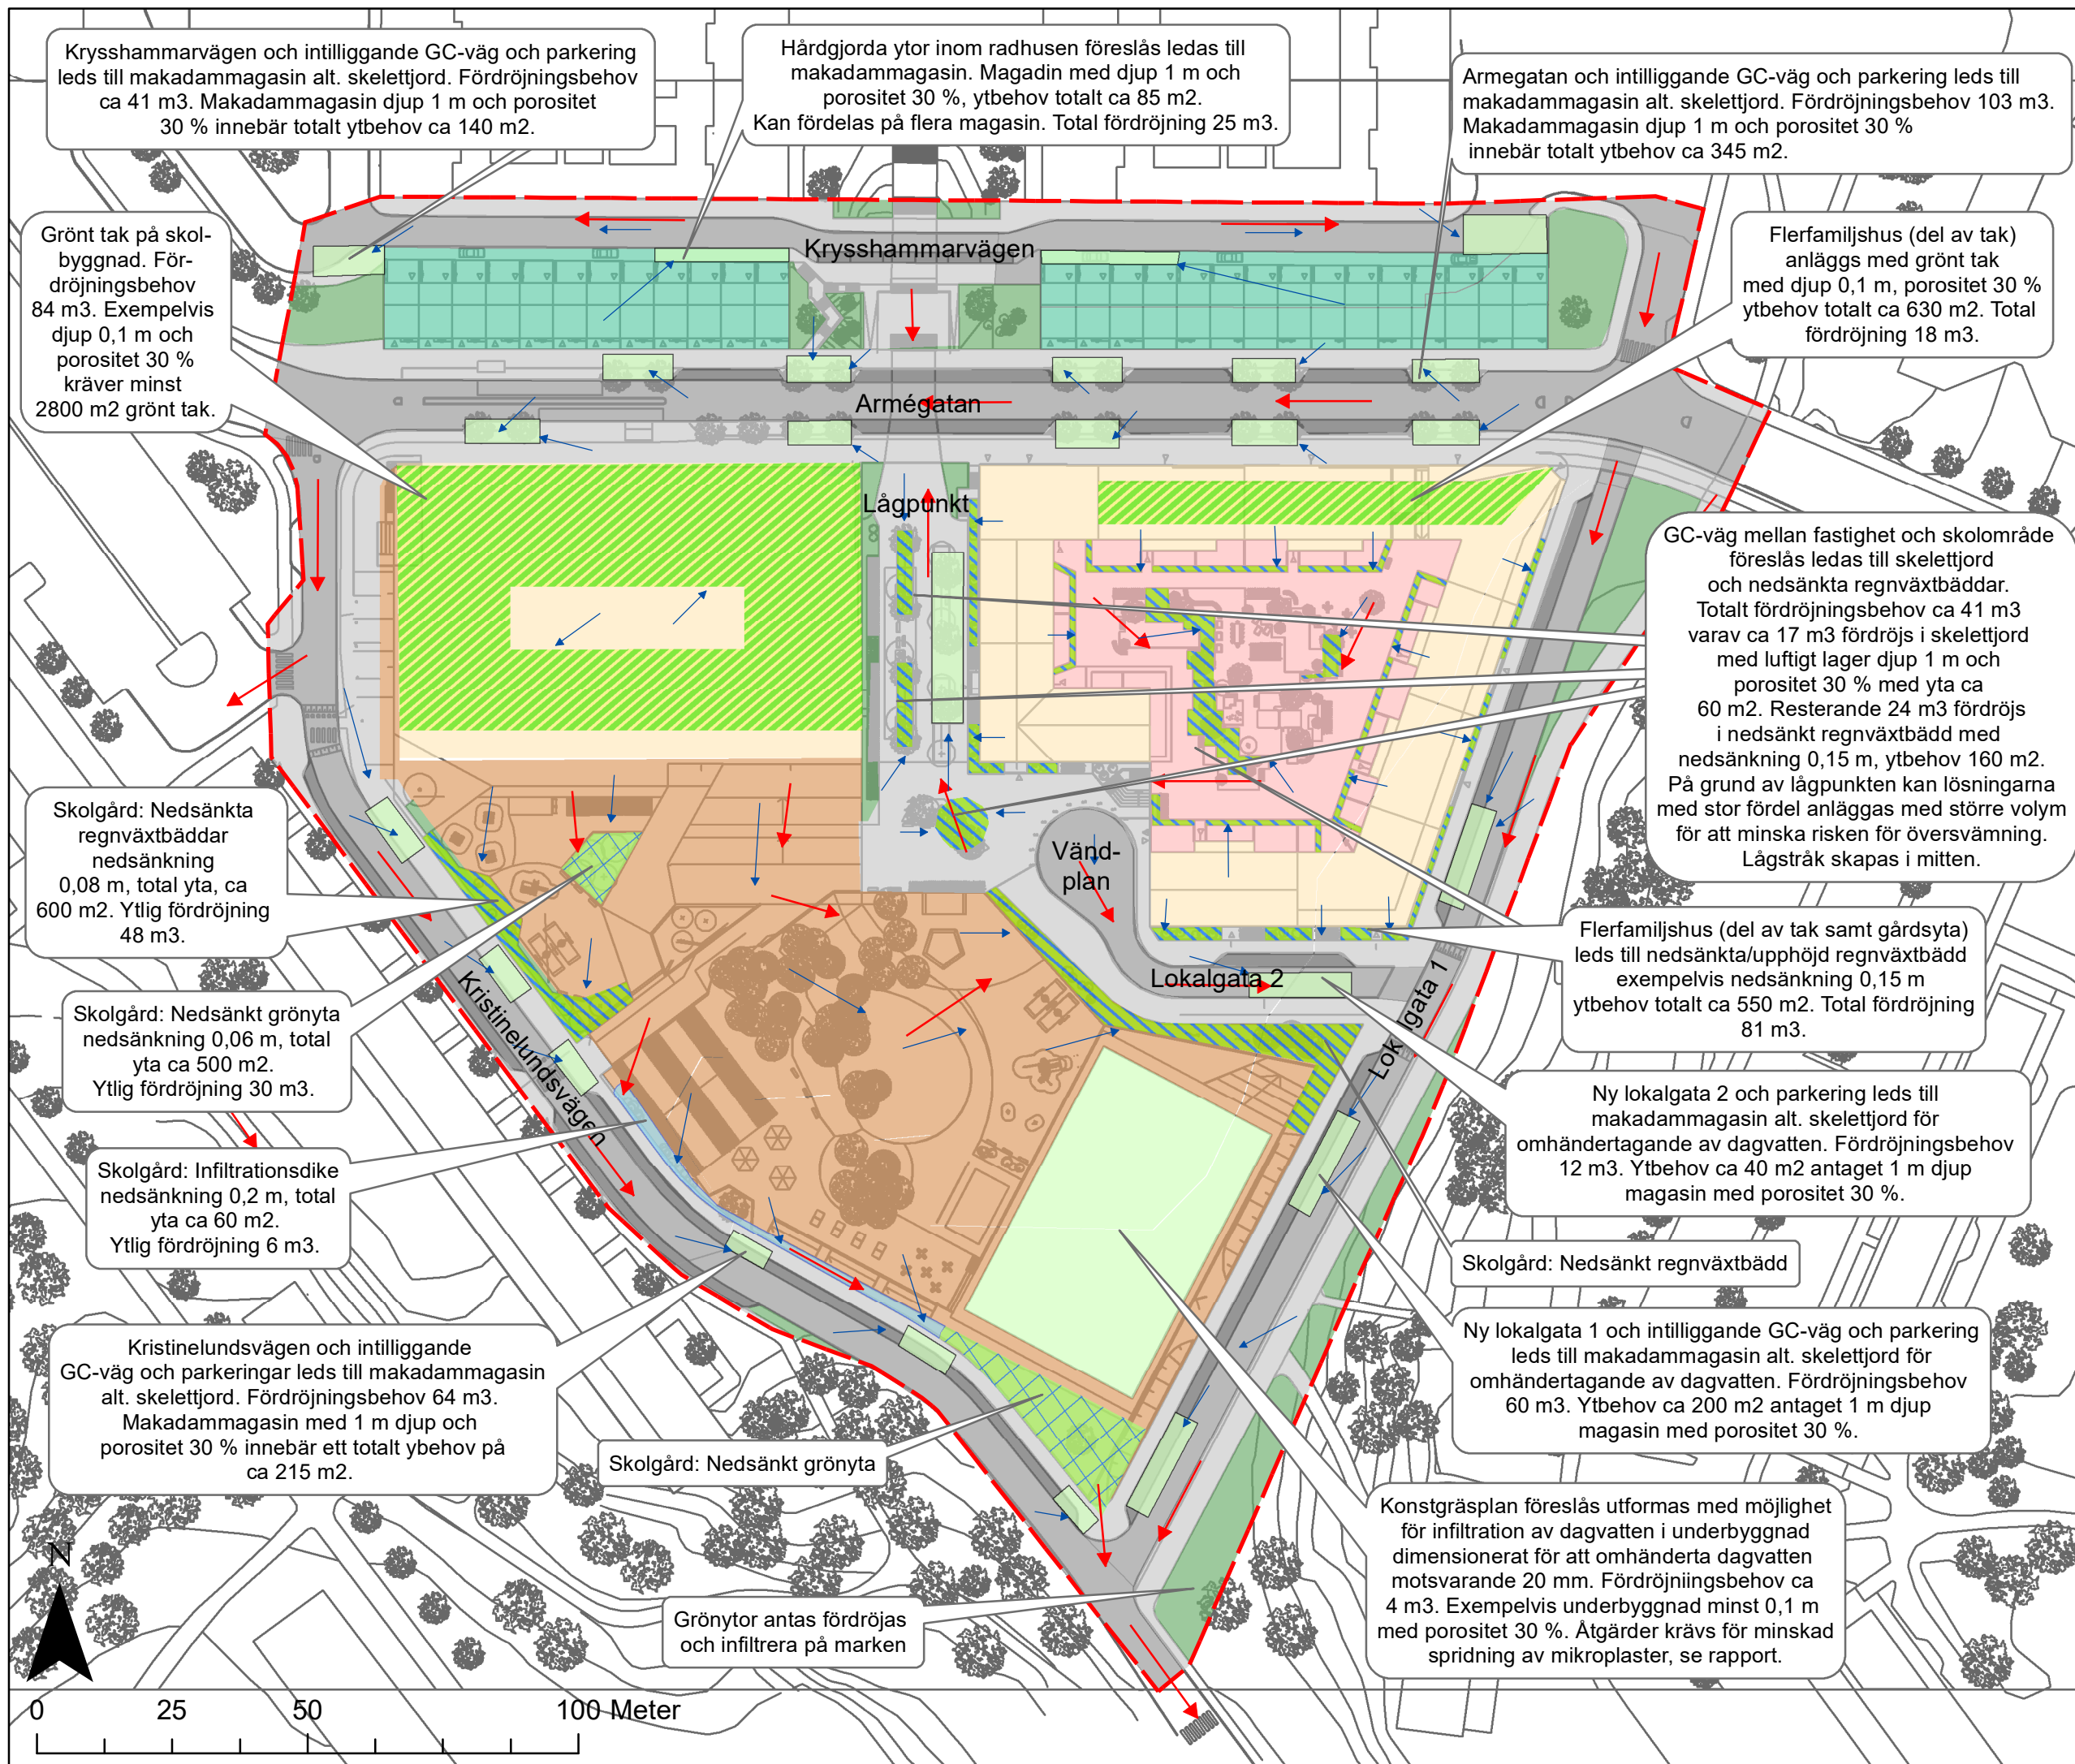 Krysshammarvägen och intilliggande GC-väg och parkering
leds till makadammagasin alt. skelettjord. Fördröjningsbehov
ca 41 m3. Makadammagasin djup 1 m och porositet
30 % innebär totalt ytbehov ca 140 m2.
Hårdgjorda ytor inom radhusen föreslås ledas till
makadammagasin. Magadin med djup 1 m och
porositet 30 %, ytbehov totalt ca 85 m2.
Kan fördelas på flera magasin. Total fördröjning 25 m3.
Armegatan och intilliggande GC-väg och parkering leds till
makadammagasin alt. skelettjord. Fördröjningsbehov 103 m3.
Makadammagasin djup 1 m och porositet 30 %
innebär totalt ytbehov ca 345 m2.
Grönt tak på skol-
byggnad. För-
dröjningsbehov
84 m3. Exempelvis
djup 0,1 m och
porositet 30 %
kräver minst
2800 m2 grönt tak.
Krysshammarvägen
Flerfamiljshus (del av tak)
anläggs med grönt tak
med djup 0,1 m, porositet 30 %
ytbehov totalt ca 630 m2. Total
fördröjning 18 m3.
Armégatan
Lågpunkt
GC-väg mellan fastighet och skolområde
föreslås ledas till skelettjord
och nedsänkta regnväxtbäddar.
Totalt fördröjningsbehov ca 41 m3
varav ca 17 m3 fördröjs i skelettjord
med luftigt lager djup 1 m och
porositet 30 % med yta ca
60 m2. Resterande 24 m3 fördröjs
i nedsänkt regnväxtbädd med
nedsänkning 0,15 m, ytbehov 160 m2.
På grund av lågpunkten kan lösningarna
med stor fördel anläggas med större volym
för att minska risken för översvämning.
Lågstråk skapas i mitten.
Skolgård: Nedsänkta
regnväxtbäddar
nedsänkning
0,08 m, total yta, ca
600 m2. Ytlig fördröjning
48 m3.
Vänd-
plan
Flerfamiljshus (del av tak samt gårdsyta)
leds till nedsänkta/upphöjd regnväxtbädd
exempelvis nedsänkning 0,15 m
ytbehov totalt ca 550 m2. Total fördröjning
81 m3.
Lokalgata 2
Lok
gata 1
Kristinelundsvägen
Skolgård: Nedsänkt grönyta
nedsänkning 0,06 m, total
yta ca 500 m2.
Ytlig fördröjning 30 m3.
Ny lokalgata 2 och parkering leds till
makadammagasin alt. skelettjord för
omhändertagande av dagvatten. Fördröjningsbehov
12 m3. Ytbehov ca 40 m2 antaget 1 m djup
magasin med porositet 30 %.
Skolgård: Infiltrationsdike
nedsänkning 0,2 m, total
yta ca 60 m2.
Ytlig fördröjning 6 m3.
Skolgård: Nedsänkt regnväxtbädd
Ny lokalgata 1 och intilliggande GC-väg och parkering
leds till makadammagasin alt. skelettjord för
omhändertagande av dagvatten. Fördröjningsbehov
60 m3. Ytbehov ca 200 m2 antaget 1 m djup
magasin med porositet 30 %.
Kristinelundsvägen och intilliggande
GC-väg och parkeringar leds till makadammagasin
alt. skelettjord. Fördröjningsbehov 64 m3.
Makadammagasin med 1 m djup och
porositet 30 % innebär ett totalt ybehov på
ca 215 m2.
Skolgård: Nedsänkt grönyta
Konstgräsplan föreslås utformas med möjlighet
för infiltration av dagvatten i underbyggnad
dimensionerat för att omhänderta dagvatten
motsvarande 20 mm. Fördröjniingsbehov ca
4 m3. Exempelvis underbyggnad minst 0,1 m
med porositet 30 %. Åtgärder krävs för minskad
spridning av mikroplaster, se rapport.
Grönytor antas fördröjas
och infiltrera på marken
N
0 25 50 100 Meter